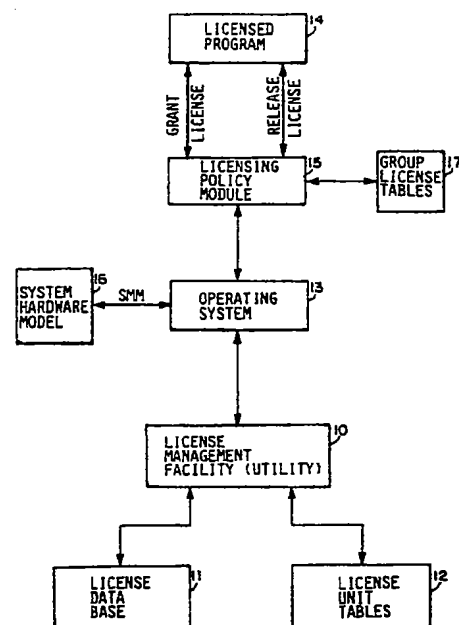 LICENSED
PROGRAM
14
GRANT
LICENSE
RELEASE
LICENSE
LICENSING
POLICY
MODULE
15
GROUP
LICENSE
TABLES
17
SYSTEM
HARDWARE
MODEL
16
SMM
OPERATING
SYSTEM
13
LICENSE
MANAGEMENT
FACILITY (UTILITY)
10
LICENSE
DATA
BASE
11
LICENSE
UNIT
TABLES
12